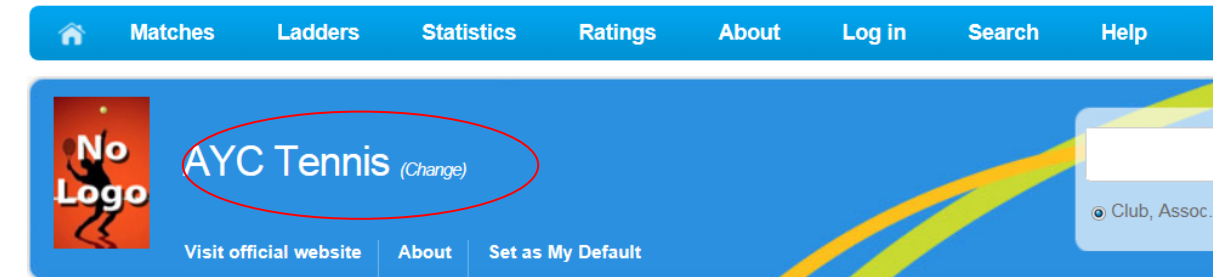 Matches Ladders Statistics Ratings About Log in Search Help
No
Logo
AYC Tennis (Change)
Club, Assoc.
Visit official website About Set as My Default